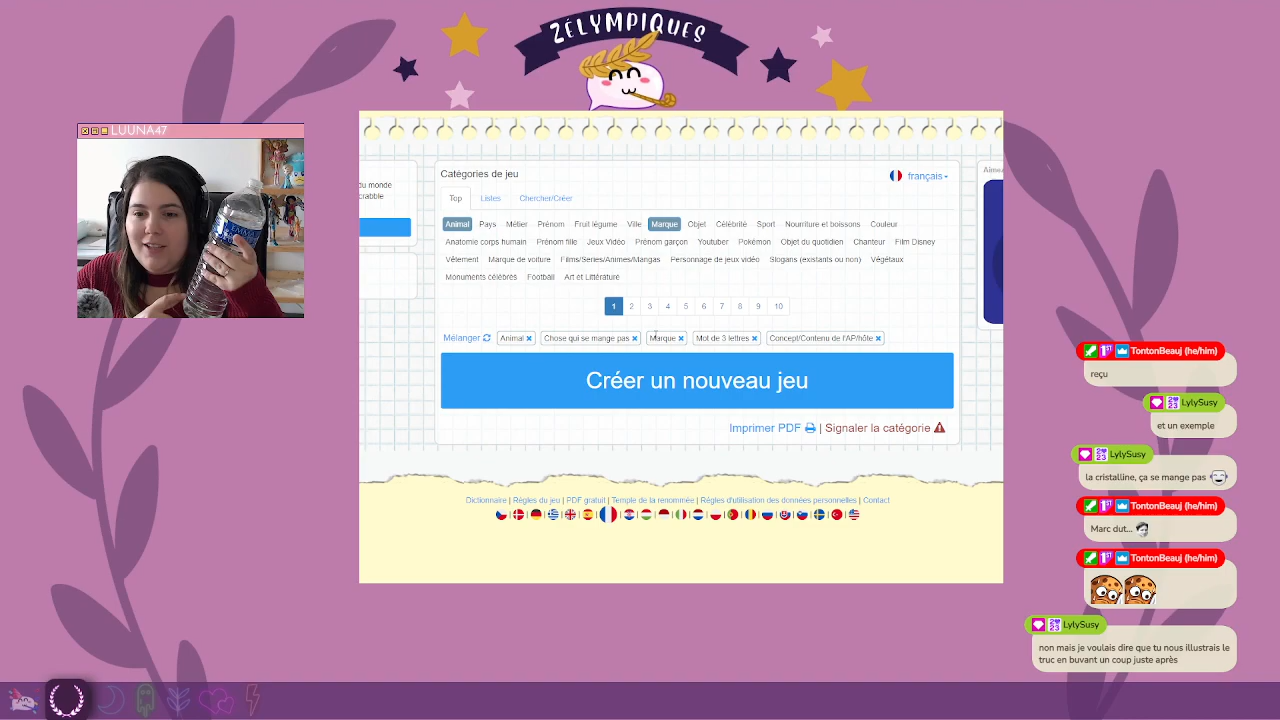 ZÉLYMPIQUES
LUUNA47
du monde
crabble
Catégories de jeu
français
Top
Listes
Chercher/Créer
Animal Pays Métier Prénom Fruit légume Ville Marque Objet Célébrité Sport Nourriture et boissons Couleur
Anatomie corps humain Prénom fille Jeux Vidéo Prénom garçon Youtuber Pokémon Objet du quotidien Chanteur Film Disney
Vêtement Marque de voiture Films/Series/Animes/Mangas Personnage de jeux vidéo Slogans (existants ou non) Végétaux
Monuments célèbres Football Art et Littérature
1 2 3 4 5 6 7 8 9 10
Mélanger Animal Chose qui se mange pas Marque Mot de 3 lettres Concept/Contenu de l'AP/hôte
Créer un nouveau jeu
Imprimer PDF | Signaler la catégorie
Dictionnaire | Règles du jeu | PDF gratuit | Temple de la renommée | Règles d'utilisation des données personnelles | Contact
Aimez
TontonBeauj (he/him)
reçu
LylySusy
et un exemple
LylySusy
la cristalline, ça se mange pas
TontonBeauj (he/him)
Marc dut...
TontonBeauj (he/him)
LylySusy
non mais je voulais dire que tu nous illustrais le
truc en buvant un coup juste après